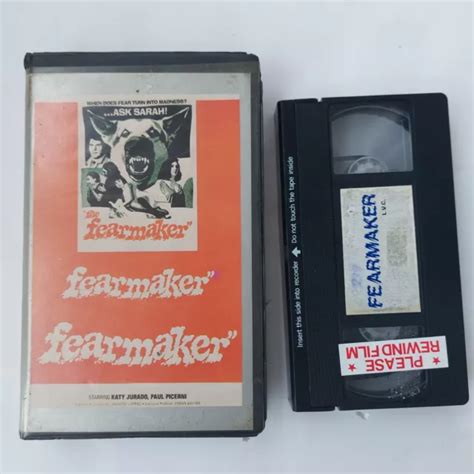 WHEN DOES FEAR TURN INTO MADNESS?
...ASK SARAH!
the
fearmaker"
fearmaker"
fearmaker"
STARRING KATY JURADO, PAUL PICERNI
Insert this side into recorder ▲ Do not touch the tape inside
FEARMAKER
L.V.C.
★ PLEASE ★
REWIND FILM